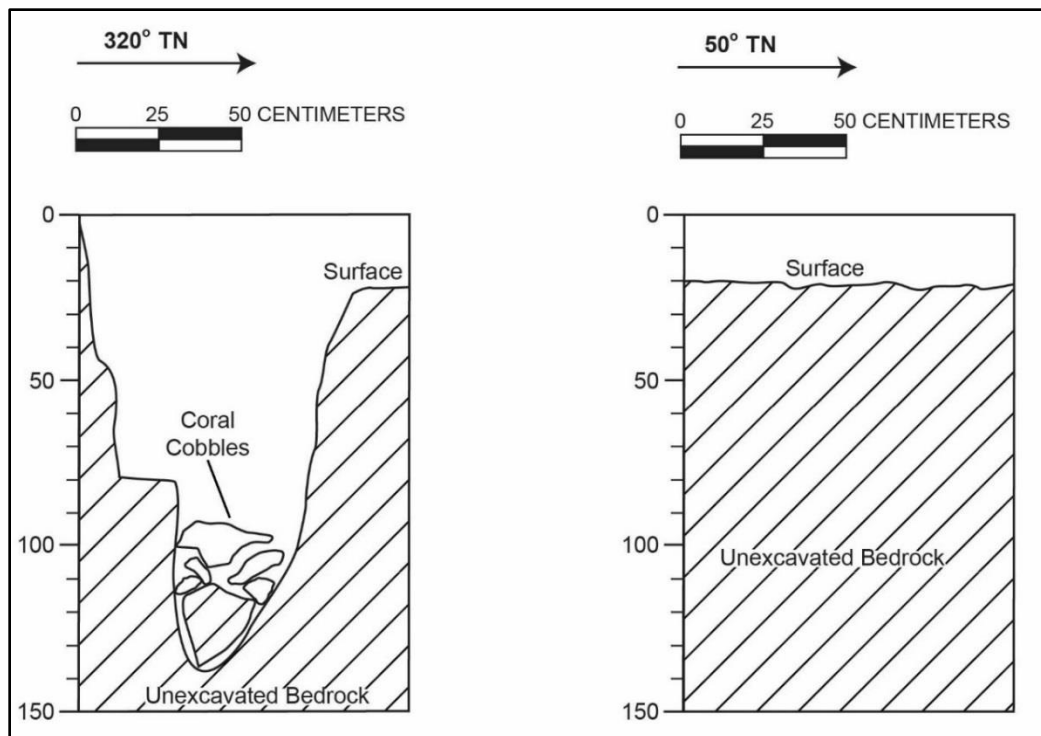 320° TN
0 25 50 CENTIMETERS
0
50
100
150
Surface
Coral
Cobbles
Unexcavated Bedrock
50° TN
0 25 50 CENTIMETERS
0
50
100
150
Surface
Unexcavated Bedrock